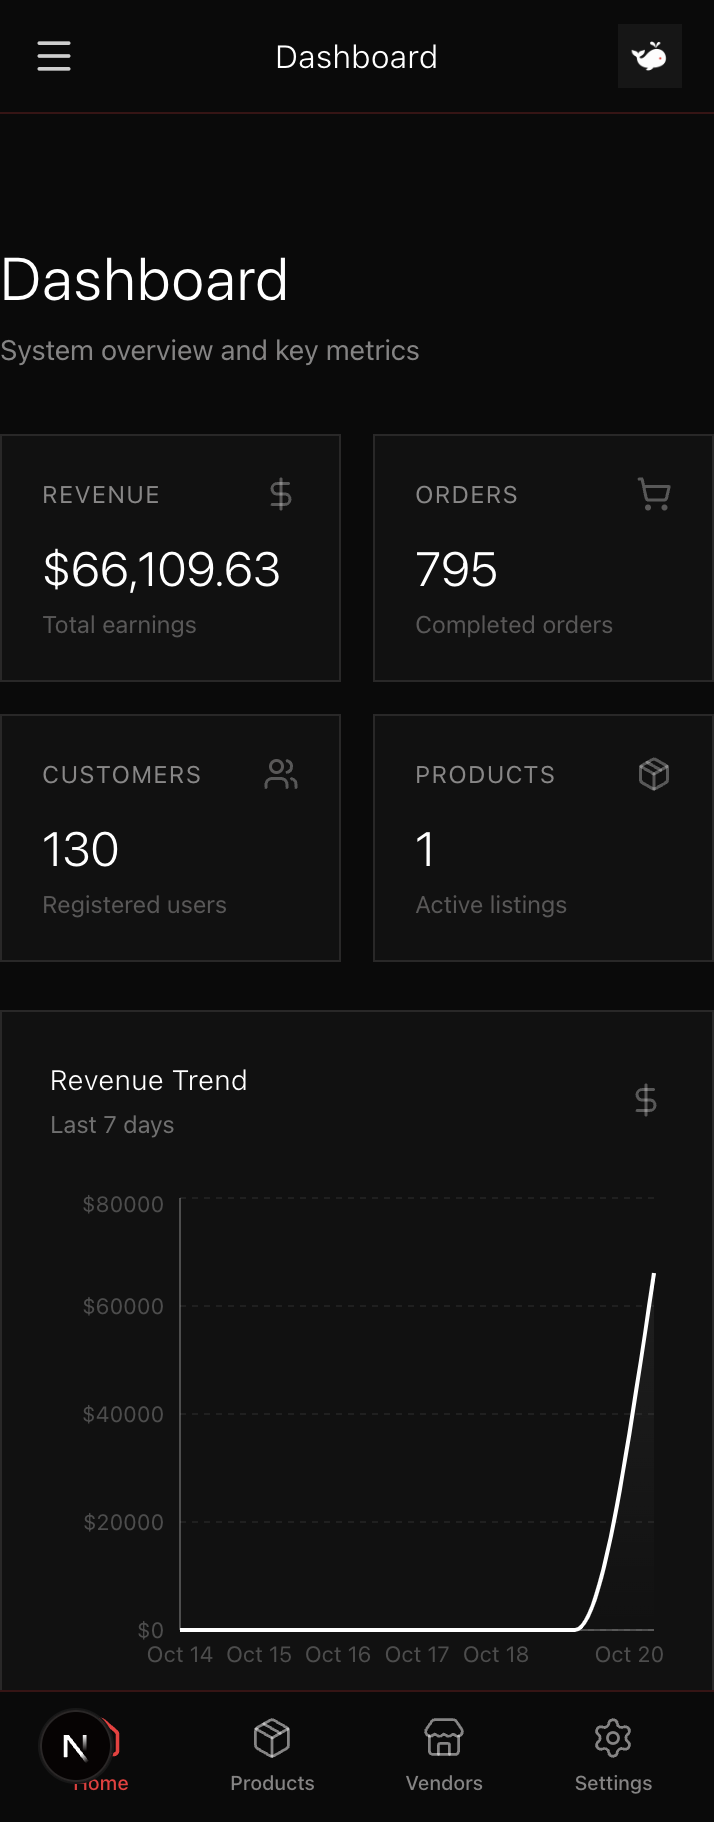 Dashboard
Dashboard
System overview and key metrics
REVENUE
$66,109.63
Total earnings
ORDERS
795
Completed orders
CUSTOMERS
130
Registered users
PRODUCTS
1
Active listings
Revenue Trend
Last 7 days
$80000
$60000
$40000
$20000
$0
Oct 14 Oct 15 Oct 16 Oct 17 Oct 18 Oct 20
N
Home Products Vendors Settings